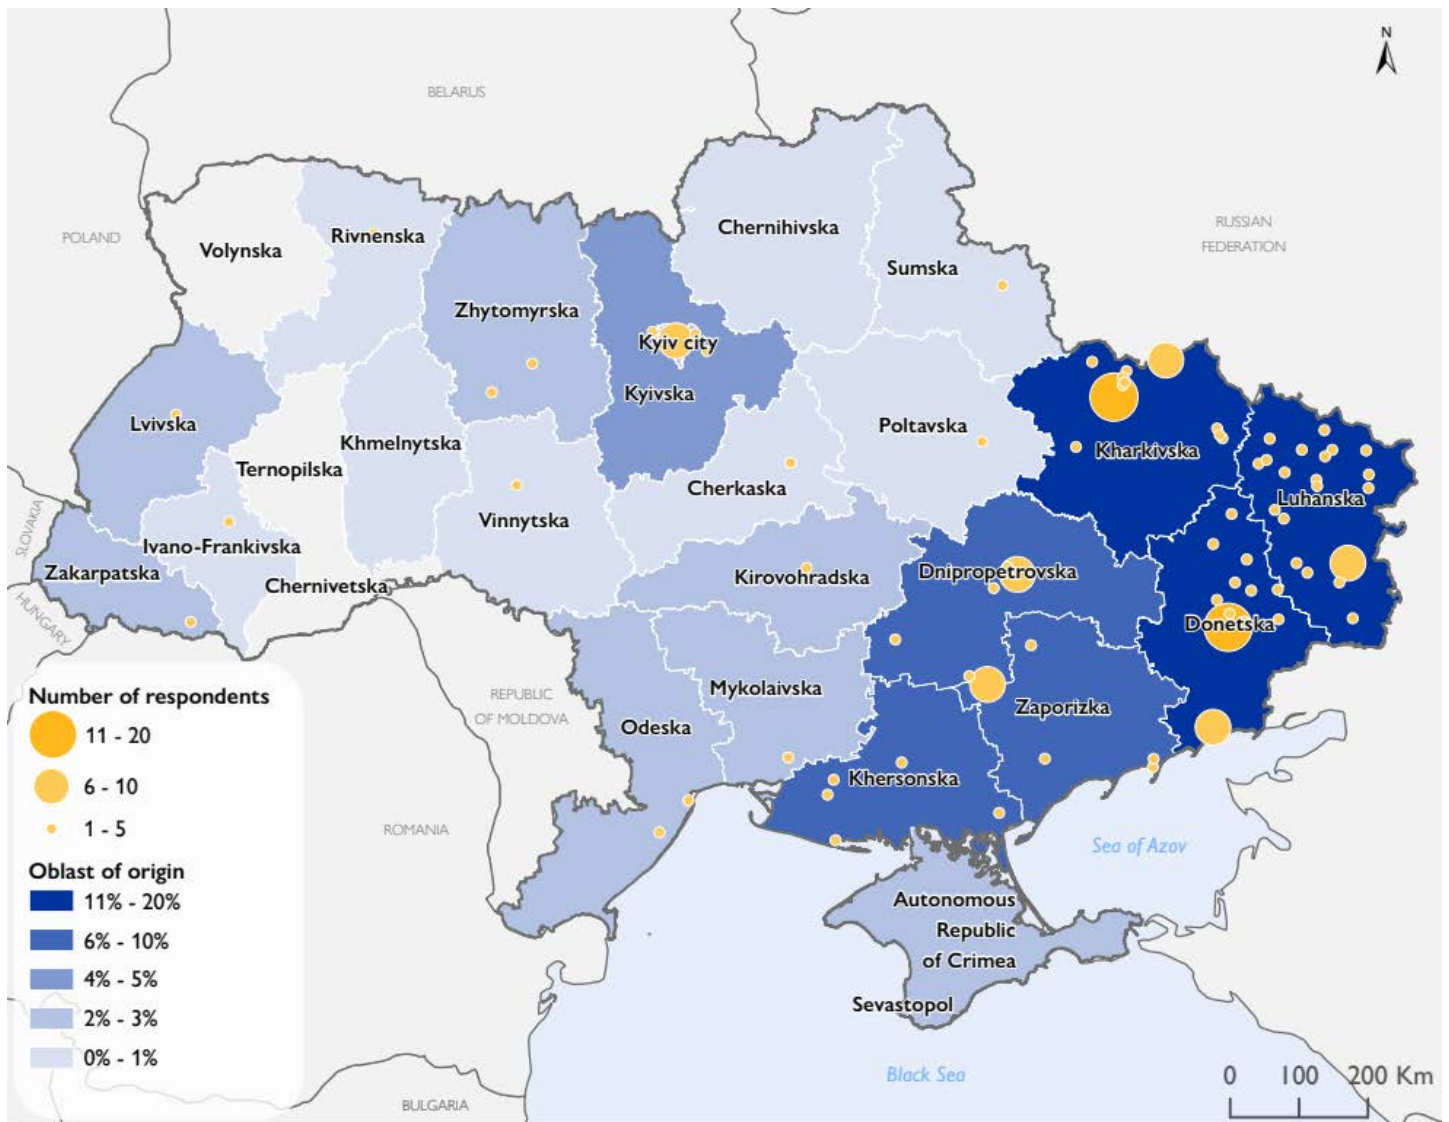 N
BELARUS
POLAND
RUSSIAN
FEDERATION
Volynska
Rivnenska
Chernihivska
Sumska
Zhytomyrska
Kyiv city
Kyivska
Lvivska
Khmelnytska
Ternopilska
Poltavska
Kharkivska
Cherkaska
Vinnytska
Luhanska
SLOVAKIA
Ivano-Frankivska
Zakarpatska
Chernivetska
Kirovohradska
Dnipropetrovska
HUNGARY
Donetska
REPUBLIC
OF MOLDOVA
Mykolaivska
Odeska
Zaporizka
Khersonska
ROMANIA
Sea of Azov
Autonomous
Republic
of Crimea
Sevastopol
Black Sea
BULGARIA
Number of respondents
11 - 20
6 - 10
1 - 5
Oblast of origin
11% - 20%
6% - 10%
4% - 5%
2% - 3%
0% - 1%
0 100 200 Km